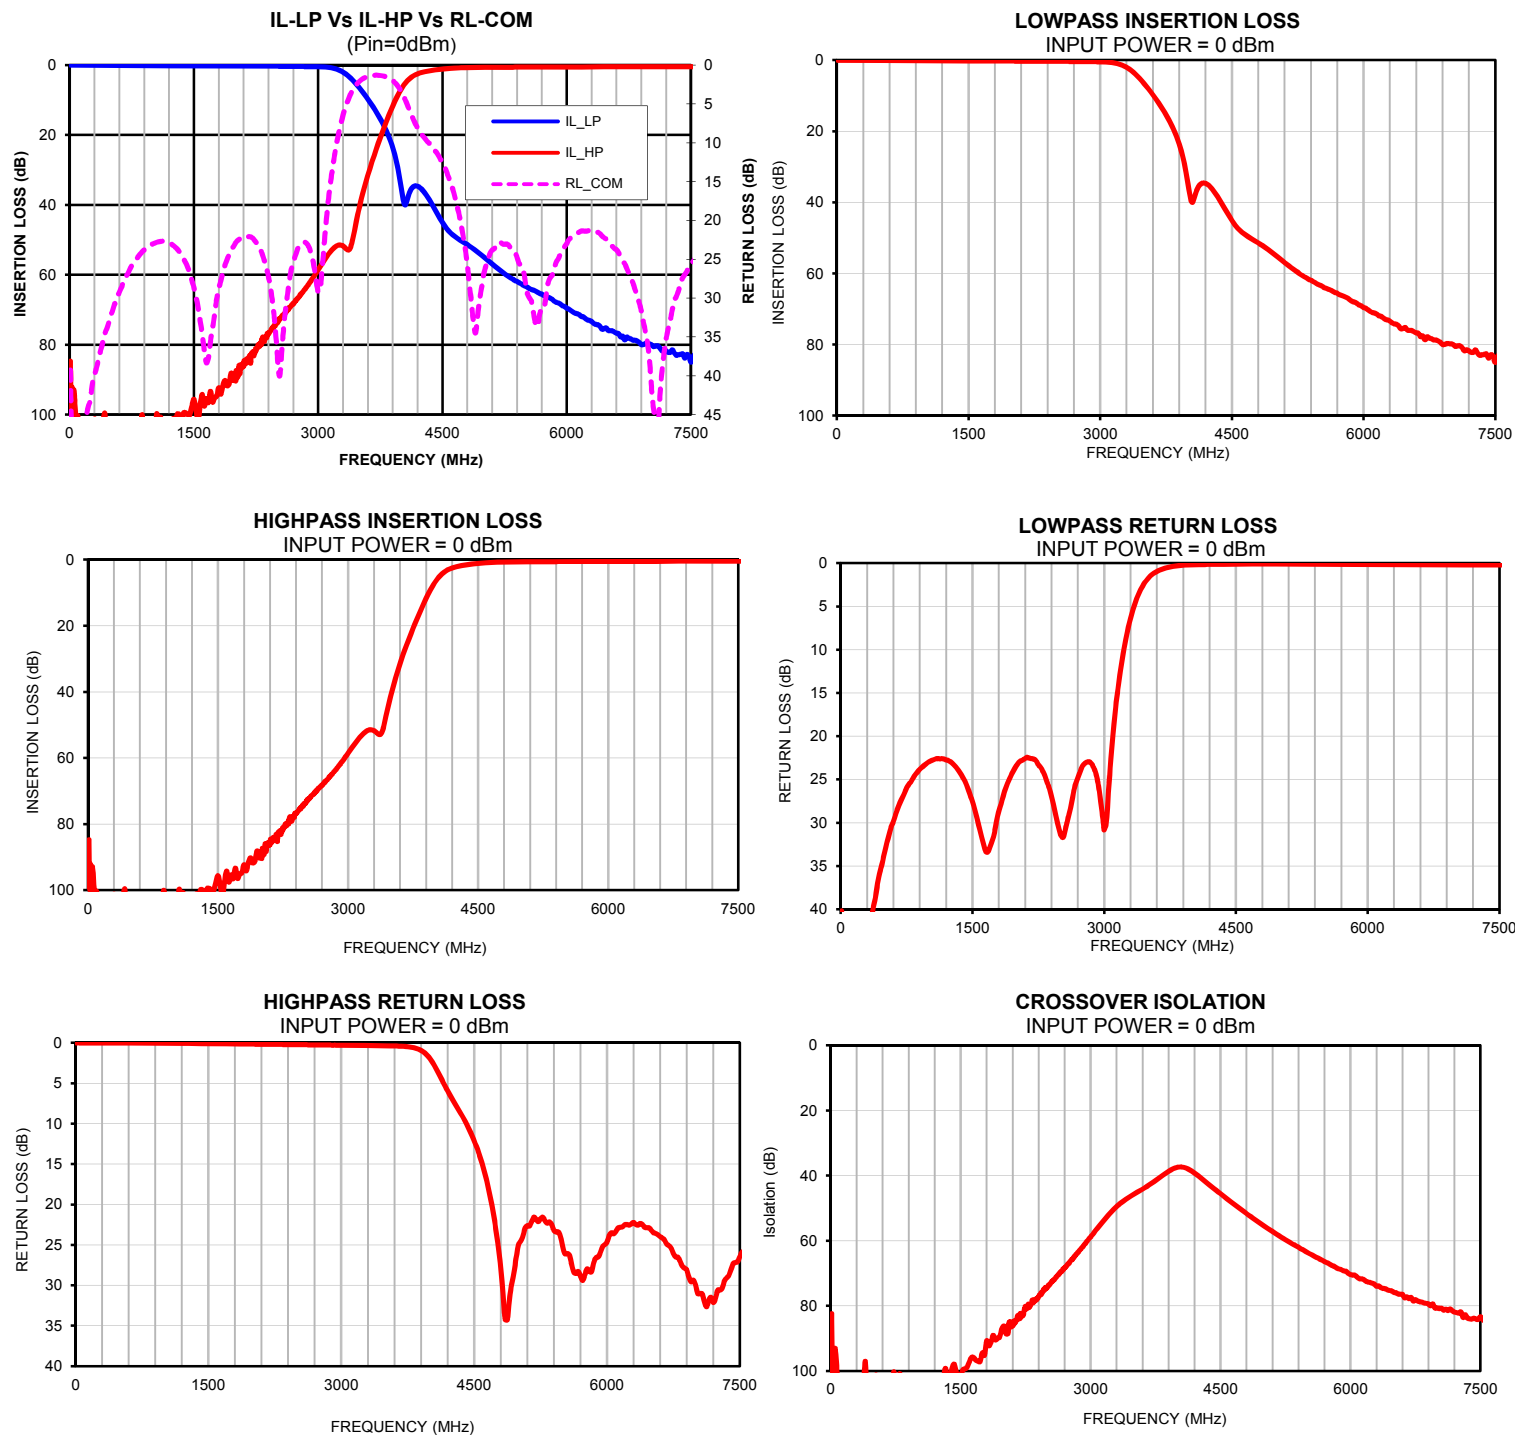 IL-LP Vs IL-HP Vs RL-COM
(Pin=0dBm)
INSERTION LOSS (dB)
0
20
40
60
80
100
IL_LP
IL_HP
RL_COM
0
5
10
15
20
25
30
35
40
45
RETURN LOSS (dB)
0 1500 3000 4500 6000 7500
FREQUENCY (MHz)
LOWPASS INSERTION LOSS
INPUT POWER = 0 dBm
INSERTION LOSS (dB)
0
20
40
60
80
100
0 1500 3000 4500 6000 7500
FREQUENCY (MHz)
HIGHPASS INSERTION LOSS
INPUT POWER = 0 dBm
INSERTION LOSS (dB)
0
20
40
60
80
100
0 1500 3000 4500 6000 7500
FREQUENCY (MHz)
LOWPASS RETURN LOSS
INPUT POWER = 0 dBm
RETURN LOSS (dB)
0
5
10
15
20
25
30
35
40
0 1500 3000 4500 6000 7500
FREQUENCY (MHz)
HIGHPASS RETURN LOSS
INPUT POWER = 0 dBm
RETURN LOSS (dB)
0
5
10
15
20
25
30
35
40
0 1500 3000 4500 6000 7500
FREQUENCY (MHz)
CROSSOVER ISOLATION
INPUT POWER = 0 dBm
Isolation (dB)
0
20
40
60
80
100
0 1500 3000 4500 6000 7500
FREQUENCY (MHz)